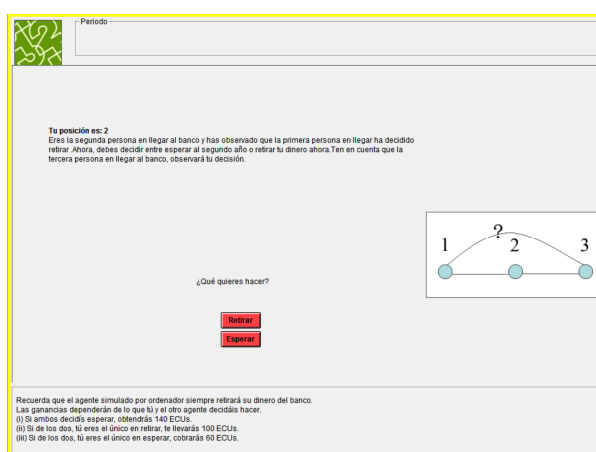 Periodo
Tu posición es: 2
Eres la segunda persona en llegar al banco y has observado que la primera persona en llegar ha decidido
retirar .Ahora, debes decidir entre esperar al segundo año o retirar tu dinero ahora.Ten en cuenta que la
tercera persona en llegar al banco, observará tu decisión.
?
1 2 3
¿Qué quieres hacer?
Retirar
Esperar
Recuerda que el agente simulado por ordenador siempre retirará su dinero del banco.
Las ganancias dependerán de lo que tú y el otro agente decidáis hacer.
(i) Si ambos decidís esperar, obtendrás 140 ECUs.
(ii) Si de los dos, tú eres el único en retirar, te llevarás 100 ECUs.
(iii) Si de los dos, tú eres el único en esperar, cobrarás 60 ECUs.